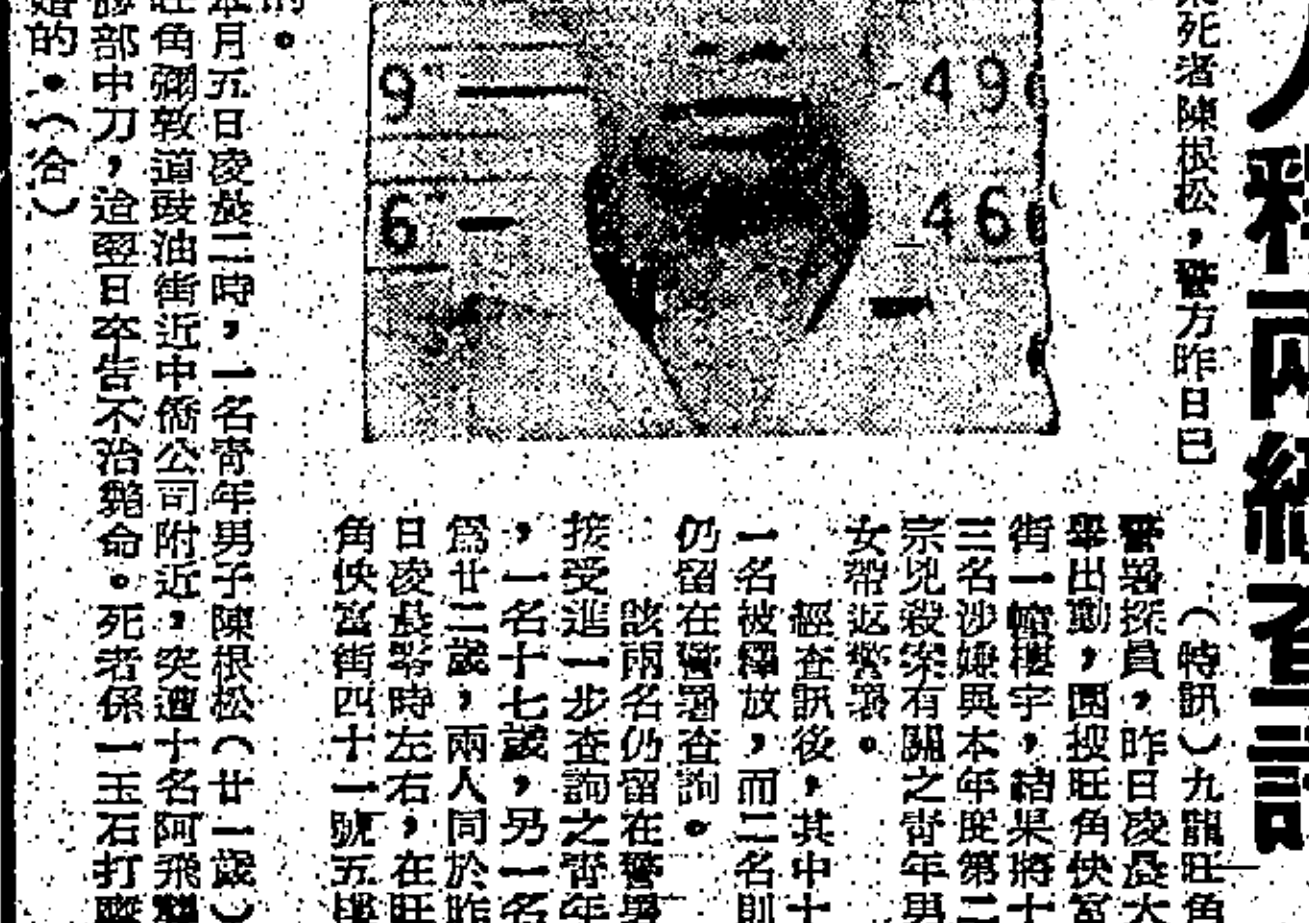 查訊
死者陳根松，警方昨日已
（特訊）九龍旺角
警署探員，昨日凌晨大
舉出動，圍搜旺角快富
街一幢樓宇，結果將十
三名涉嫌與本年度第二
宗兇殺案有關之青年男
女帶返警署。
經查訊後，其中十
一名被釋放，而二名則
仍留在警署查詢。
該兩名仍留在警署
接受進一步查詢之青年
，一名十七歲，另一名
爲廿二歲，兩人同於昨
日凌晨零時左右，在旺
角快富街四十一號五樓
9" 49
6" 46
的。
本月五日凌晨二時，一名青年男子陳根松（廿一歲）
旺角彌敦道豉油街近中僑公司附近，突遭十名阿飛
部中刀，迨翌日卒告不治斃命。死者係一玉石打磨
婚的。（合）